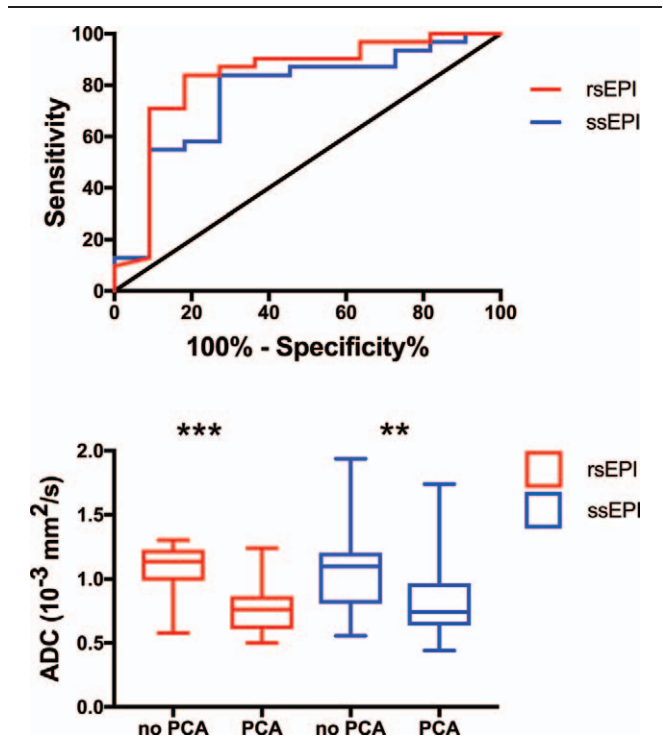 100
80
60
40
20
0
Sensitivity
0 20 40 60 80 100
100% - Specificity%
rsEPI
ssEPI
*** **
2.0
1.5
1.0
0.5
0.0
ADC (10⁻³ mm²/s)
no PCA PCA no PCA PCA
rsEPI
ssEPI